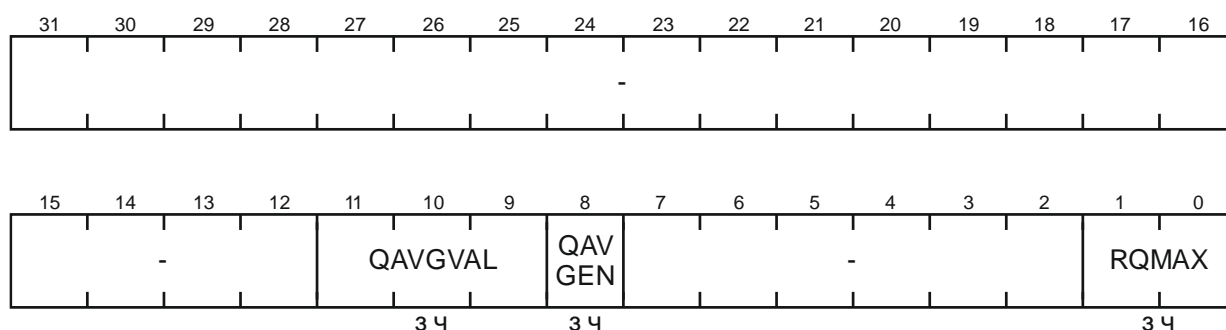 31 30 29 28 27 26 25 24 23 22 21 20 19 18 17 16
-
15 14 13 12 11 10 9 8 7 6 5 4 3 2 1 0
- QAVGVAL QAV GEN - RQMAX
З Ч З Ч З Ч